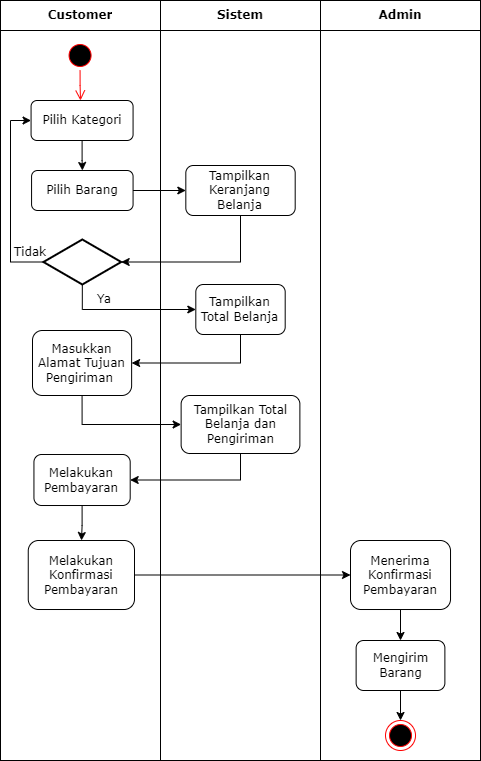 Customer
Sistem
Admin
Pilih Kategori
Pilih Barang
Tampilkan
Keranjang
Belanja
Tidak
Ya
Tampilkan
Total Belanja
Masukkan
Alamat Tujuan
Pengiriman
Tampilkan Total
Belanja dan
Pengiriman
Melakukan
Pembayaran
Melakukan
Konfirmasi
Pembayaran
Menerima
Konfirmasi
Pembayaran
Mengirim
Barang